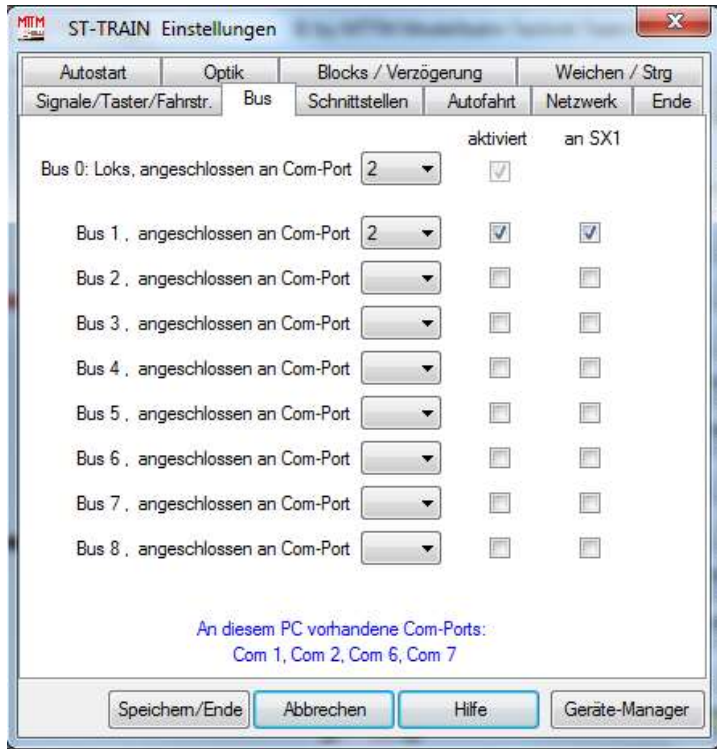 MTTM
ST-TRAIN Einstellungen
Autostart Optik Blocks / Verzögerung Weichen / Strg
Signale/Taster/Fahrstr. Bus Schnittstellen Autofahrt Netzwerk Ende
aktiviert an SX1
Bus 0: Loks, angeschlossen an Com-Port 2
Bus 1 , angeschlossen an Com-Port 2
Bus 2 , angeschlossen an Com-Port
Bus 3 , angeschlossen an Com-Port
Bus 4 , angeschlossen an Com-Port
Bus 5 , angeschlossen an Com-Port
Bus 6 , angeschlossen an Com-Port
Bus 7 , angeschlossen an Com-Port
Bus 8 , angeschlossen an Com-Port
An diesem PC vorhandene Com-Ports:
Com 1, Com 2, Com 6, Com 7
Speichern/Ende Abbrechen Hilfe Geräte-Manager